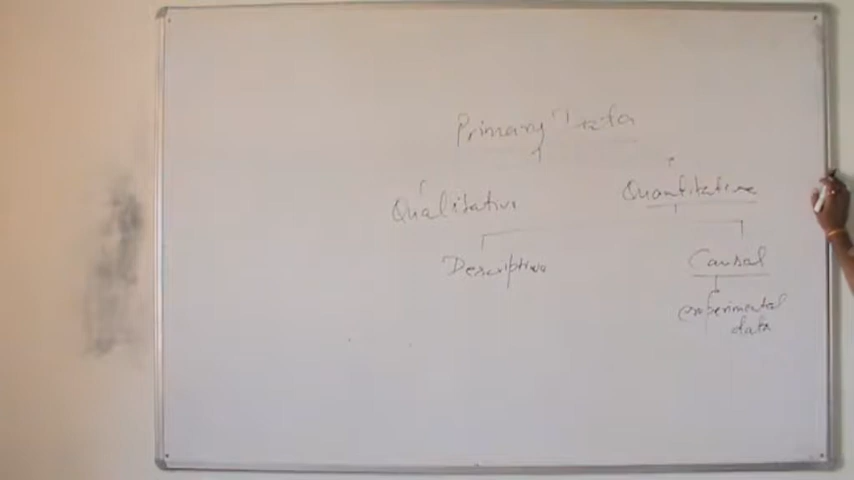 Primary Data
Qualitative
Quantitative
Descriptive
Causal
experimental
data